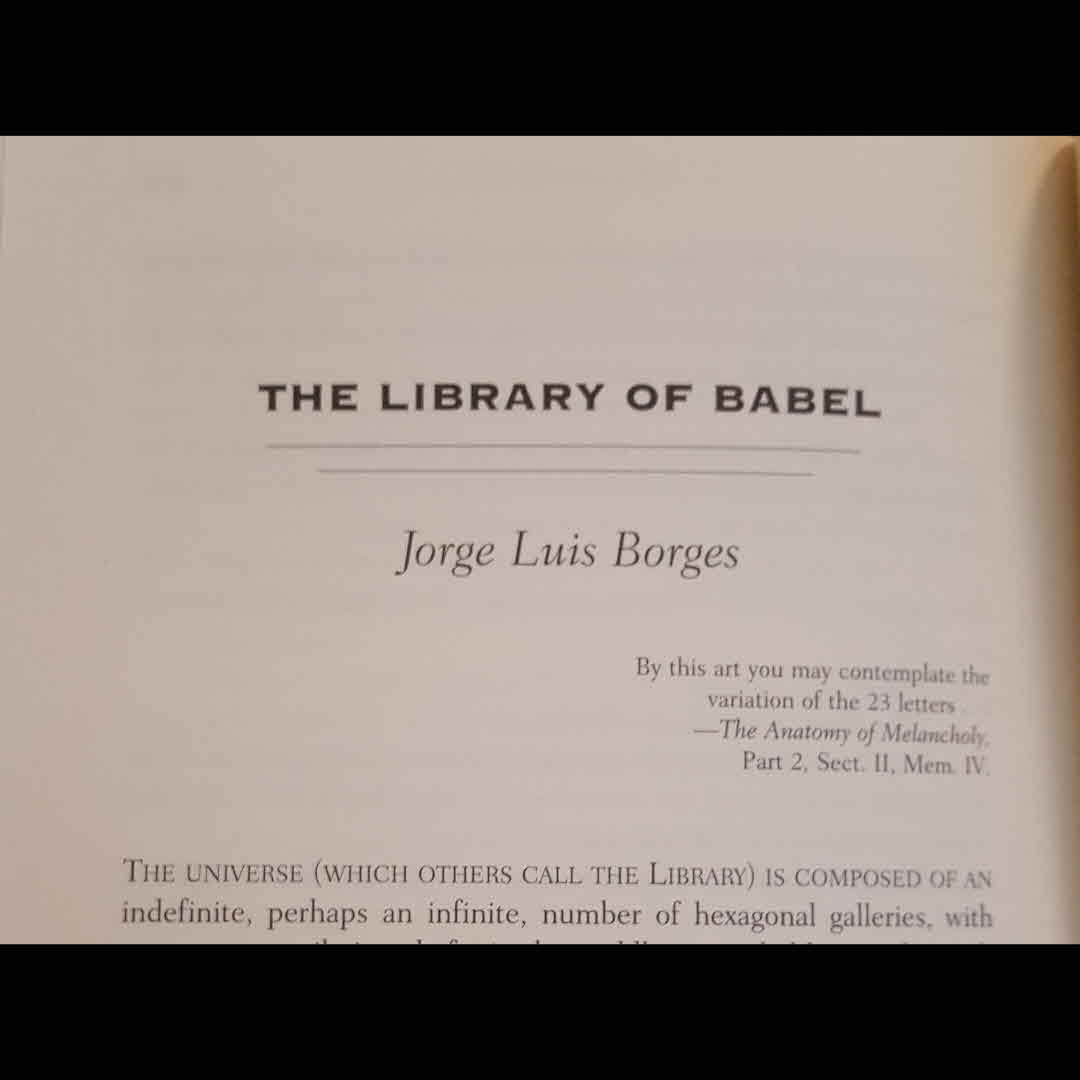 THE LIBRARY OF BABEL
Jorge Luis Borges
By this art you may contemplate the
variation of the 23 letters
—The Anatomy of Melancholy,
Part 2, Sect. II, Mem. IV.
THE UNIVERSE (WHICH OTHERS CALL THE LIBRARY) IS COMPOSED OF AN
indefinite, perhaps an infinite, number of hexagonal galleries, with